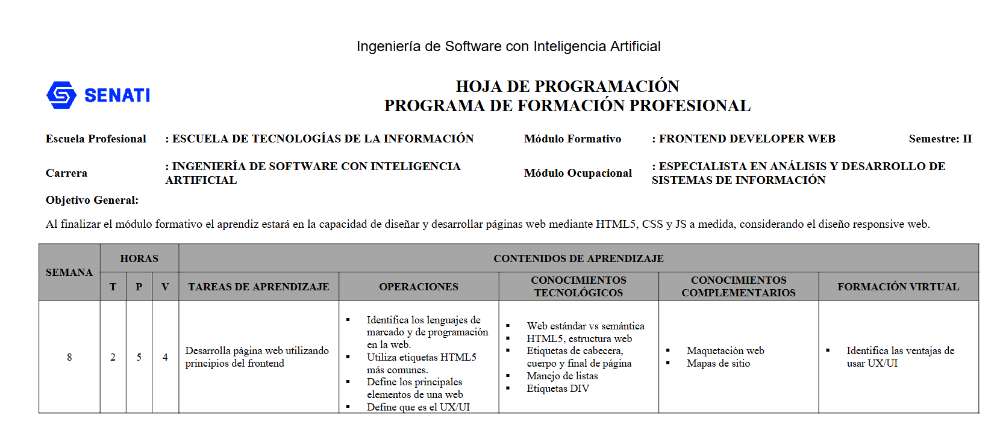 Ingeniería de Software con Inteligencia Artificial
SENATI
HOJA DE PROGRAMACIÓN
PROGRAMA DE FORMACIÓN PROFESIONAL
Escuela Profesional : ESCUELA DE TECNOLOGÍAS DE LA INFORMACIÓN Módulo Formativo : FRONTEND DEVELOPER WEB Semestre: II
Carrera : INGENIERÍA DE SOFTWARE CON INTELIGENCIA
ARTIFICIAL
Módulo Ocupacional : ESPECIALISTA EN ANÁLISIS Y DESARROLLO DE
SISTEMAS DE INFORMACIÓN
Objetivo General:
Al finalizar el módulo formativo el aprendiz estará en la capacidad de diseñar y desarrollar páginas web mediante HTML5, CSS y JS a medida, considerando el diseño responsive web.
SEMANA
HORAS
CONTENIDOS DE APRENDIZAJE
T P V
TAREAS DE APRENDIZAJE
OPERACIONES
CONOCIMIENTOS
TECNOLÓGICOS
CONOCIMIENTOS
COMPLEMENTARIOS
FORMACIÓN VIRTUAL
8 2 5 4
Desarrolla página web utilizando
principios del frontend
▪ Identifica los lenguajes de
marcado y de programación
en la web.
▪ Utiliza etiquetas HTML5
más comunes.
▪ Define los principales
elementos de una web
▪ Define que es el UX/UI
▪ Web estándar vs semántica
▪ HTML5, estructura web
▪ Etiquetas de cabecera,
cuerpo y final de página
▪ Manejo de listas
▪ Etiquetas DIV
▪ Maquetación web
▪ Mapas de sitio
▪ Identifica las ventajas de
usar UX/UI